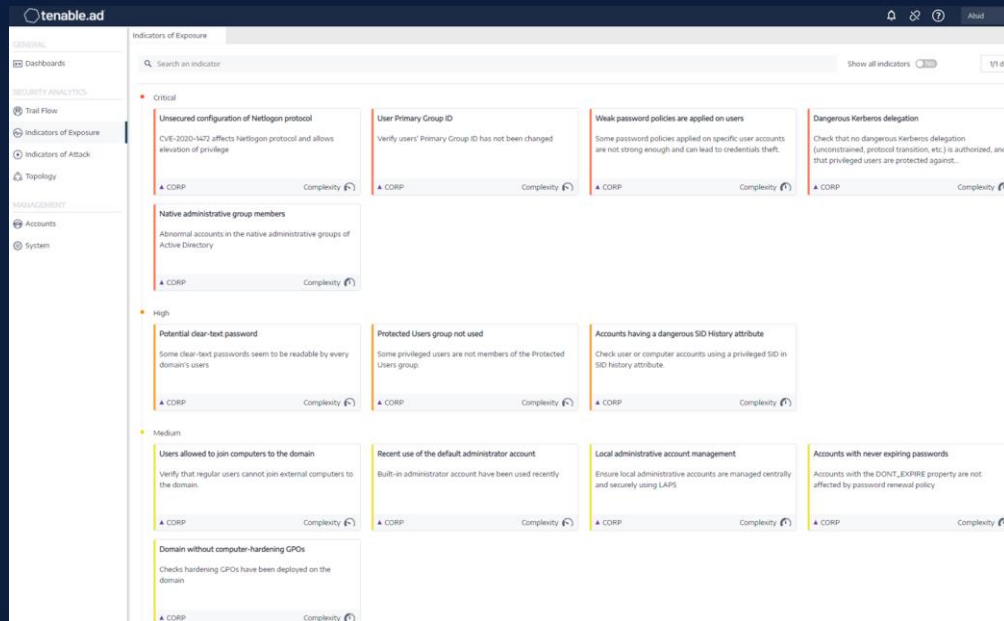 tenable.ad
Alsid
Indicators of Exposure
GENERAL
Dashboards
Search an indicator
Show all indicators
No
1/1 d
SECURITY ANALYTICS
Trail Flow
Indicators of Exposure
Indicators of Attack
Topology
MANAGEMENT
Accounts
System
Critical
Unsecured configuration of Netlogon protocol
CVE-2020-1472 affects Netlogon protocol and allows
elevation of privilege
CORP Complexity
User Primary Group ID
Verify users' Primary Group ID has not been changed
CORP Complexity
Weak password policies are applied on users
Some password policies applied on specific user accounts
are not strong enough and can lead to credentials theft.
CORP Complexity
Dangerous Kerberos delegation
Check that no dangerous Kerberos delegation
(unconstrained, protocol transition, etc.) is authorized, and
that privileged users are protected against...
CORP Complexity
Native administrative group members
Abnormal accounts in the native administrative groups of
Active Directory
CORP Complexity
High
Potential clear-text password
Some clear-text passwords seem to be readable by every
domain's users
CORP Complexity
Protected Users group not used
Some privileged users are not members of the Protected
Users group.
CORP Complexity
Accounts having a dangerous SID History attribute
Check user or computer accounts using a privileged SID in
SID history attribute.
CORP Complexity
Medium
Users allowed to join computers to the domain
Verify that regular users cannot join external computers to
the domain.
CORP Complexity
Recent use of the default administrator account
Built-in administrator account have been used recently
CORP Complexity
Local administrative account management
Ensure local administrative accounts are managed centrally
and securely using LAPS
CORP Complexity
Accounts with never expiring passwords
Accounts with the DONT_EXPIRE property are not
affected by password renewal policy
CORP Complexity
Domain without computer-hardening GPOs
Checks hardening GPOs have been deployed on the
domain
CORP Complexity